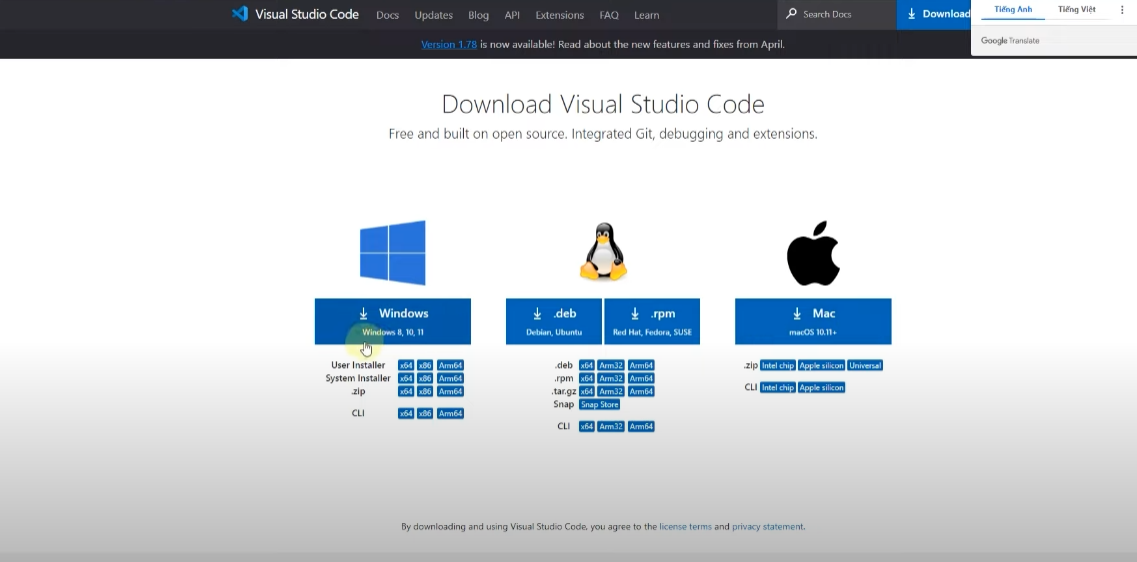 Visual Studio Code Docs Updates Blog API Extensions FAQ Learn Search Docs Download
Tiếng Anh Tiếng Việt
Google Translate
Version 1.78 is now available! Read about the new features and fixes from April.
Download Visual Studio Code
Free and built on open source. Integrated Git, debugging and extensions.
Windows
Windows 8, 10, 11
User Installer x64 x86 Arm64
System Installer x64 x86 Arm64
.zip x64 x86 Arm64
CLI x64 x86 Arm64
.deb
Debian, Ubuntu
.rpm
Red Hat, Fedora, SUSE
.deb x64 Arm32 Arm64
.rpm x64 Arm32 Arm64
.tar.gz x64 Arm32 Arm64
Snap Snap Store
CLI x64 Arm32 Arm64
Mac
macOS 10.11+
.zip Intel chip Apple silicon Universal
CLI Intel chip Apple silicon
By downloading and using Visual Studio Code, you agree to the license terms and privacy statement.